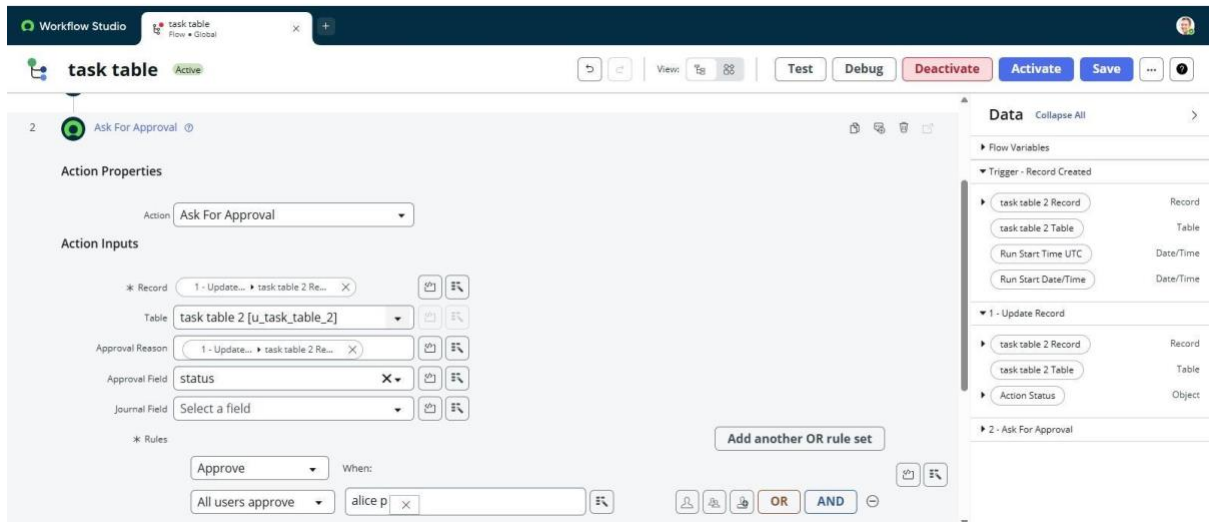 Workflow Studio
task table
Flow • Global
task table Active
View:
Test
Debug
Deactivate
Activate
Save
2 Ask For Approval
Action Properties
Action Ask For Approval
Action Inputs
* Record 1 - Update... ▸ task table 2 Re...
Table task table 2 [u_task_table_2]
Approval Reason 1 - Update... ▸ task table 2 Re...
Approval Field status
Journal Field Select a field
* Rules
Add another OR rule set
Approve When:
All users approve alice p
OR
AND
Data Collapse All
Flow Variables
Trigger - Record Created
task table 2 Record Record
task table 2 Table Table
Run Start Time UTC Date/Time
Run Start Date/Time Date/Time
1 - Update Record
task table 2 Record Record
task table 2 Table Table
Action Status Object
2 - Ask For Approval